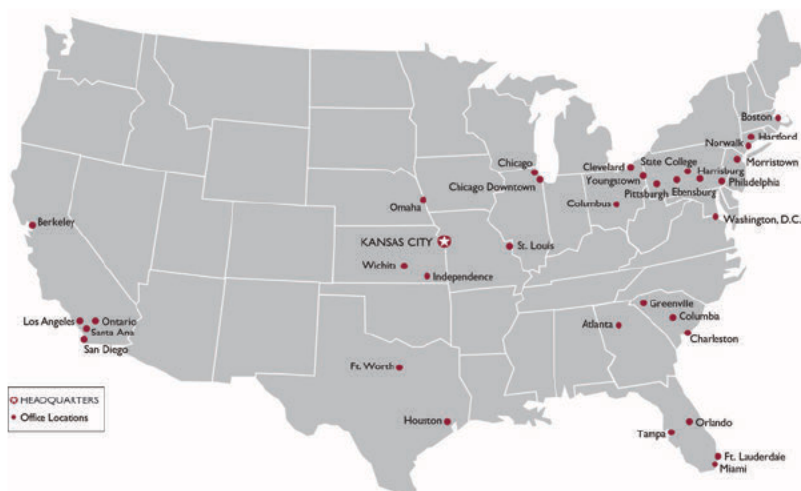 Boston
Hartford
Norwalk
Morristown
Cleveland
State College
Harrisburg
Youngstown
Pittsburgh
Ebensburg
Philadelphia
Columbus
Washington, D.C.
Chicago
Chicago Downtown
Omaha
KANSAS CITY
St. Louis
Wichita
Independence
Berkeley
Los Angeles
Ontario
Santa Ana
San Diego
Greenville
Columbia
Atlanta
Charleston
Ft. Worth
Houston
Orlando
Tampa
Ft. Lauderdale
Miami
HEADQUARTERS
Office Locations